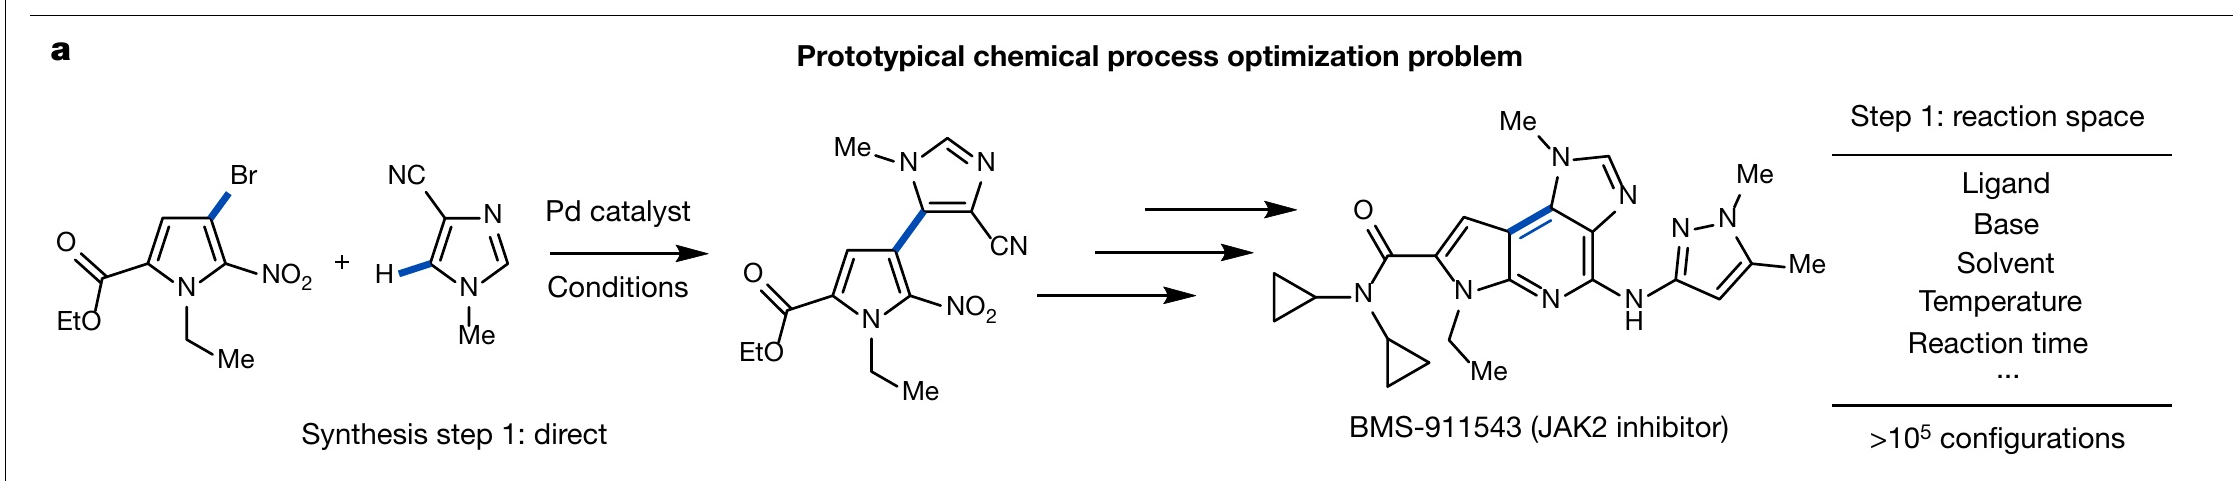 a
Prototypical chemical process optimization problem
Br
O
EtO
N
NO2
Me
+
NC
N
H
N
Me
Pd catalyst
Conditions
Me
N
N
CN
O
EtO
N
NO2
Me
Me
N
N
O
N
N
N
N
H
Me
N
N
Me
Me
Synthesis step 1: direct
BMS-911543 (JAK2 inhibitor)
Step 1: reaction space
Ligand
Base
Solvent
Temperature
Reaction time
...
>10⁵ configurations